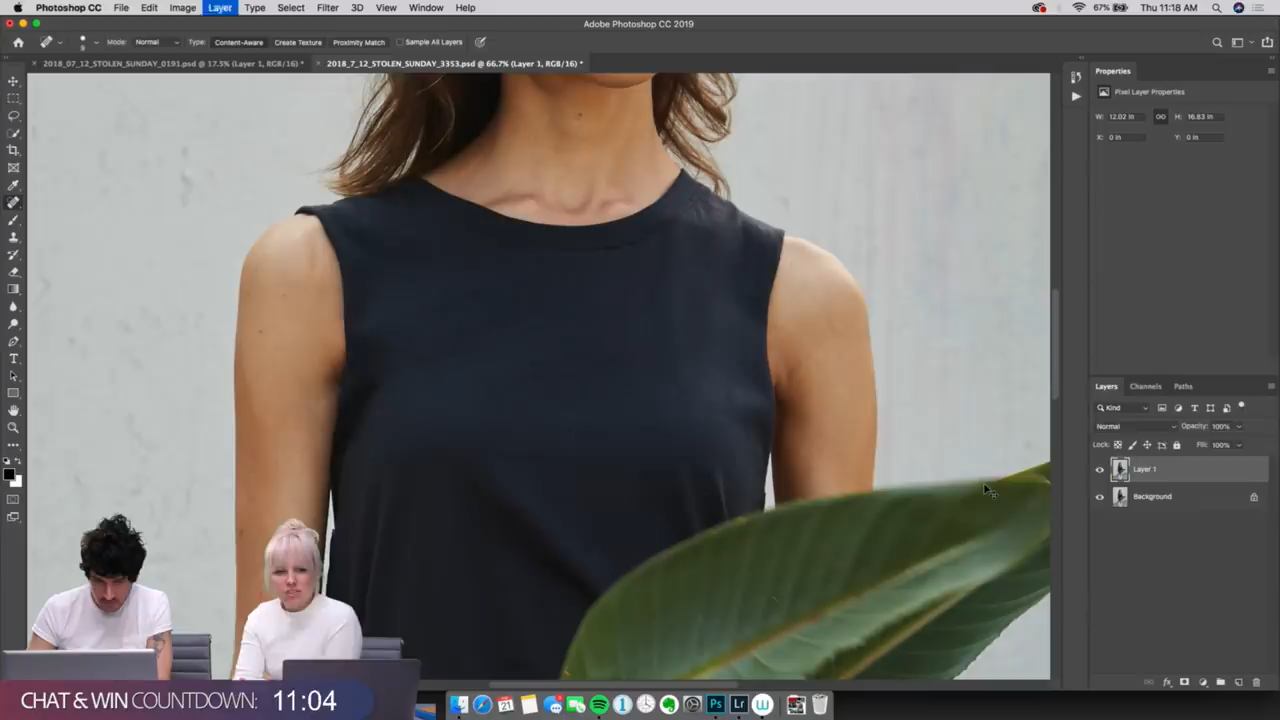 Photoshop CC File Edit Image Layer Type Select Filter 3D View Window Help 67% Thu 11:18 AM
Adobe Photoshop CC 2019
Mode: Normal Type: Content-Aware Create Texture Proximity Match Sample All Layers
2018_07_12_STOLEN_SUNDAY_0191.psd @ 17.5% (Layer 1, RGB/16) * 2018_7_12_STOLEN_SUNDAY_3353.psd @ 66.7% (Layer 1, RGB/16) *
Properties
Pixel Layer Properties
W: 12.02 in H: 16.83 in
X: 0 in Y: 0 in
Layers Channels Paths
Kind
Normal Opacity: 100%
Lock: Fill: 100%
Layer 1
Background
CHAT & WIN COUNTDOWN: 11:04